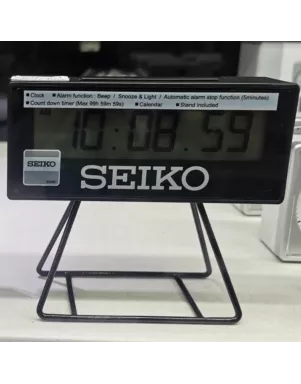 ■ Clock ■ Alarm function : Beep / Snooze & Light / Automatic alarm stop function (5minutes)
■ Count down timer (Max 99h 59m 59s) ■ Calendar ■ Stand included
10:08 59
SEIKO
SEIKO